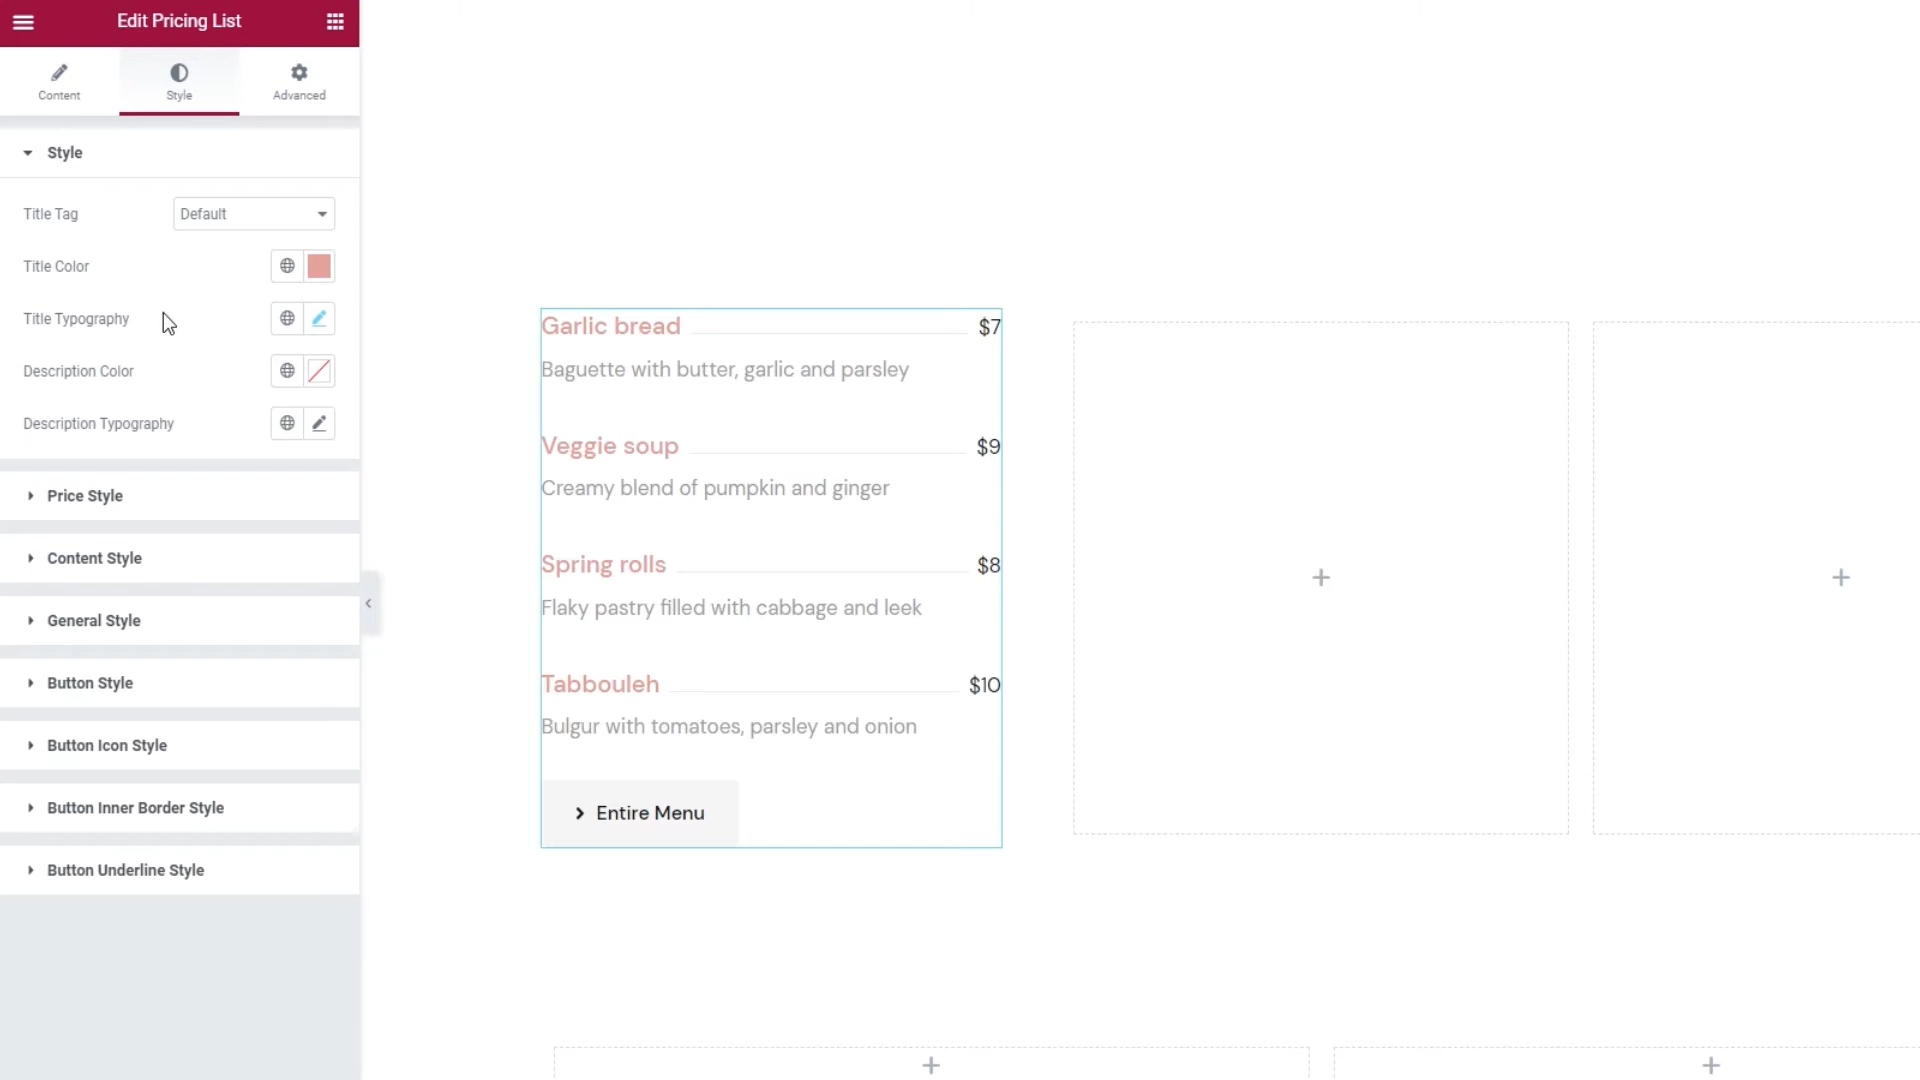 Edit Pricing List
Content
Style
Advanced
Style
Title Tag
Default
Title Color
Title Typography
Description Color
Description Typography
Price Style
Content Style
General Style
Button Style
Button Icon Style
Button Inner Border Style
Button Underline Style
Garlic bread $7
Baguette with butter, garlic and parsley
Veggie soup $9
Creamy blend of pumpkin and ginger
Spring rolls $8
Flaky pastry filled with cabbage and leek
Tabbouleh $10
Bulgur with tomatoes, parsley and onion
Entire Menu